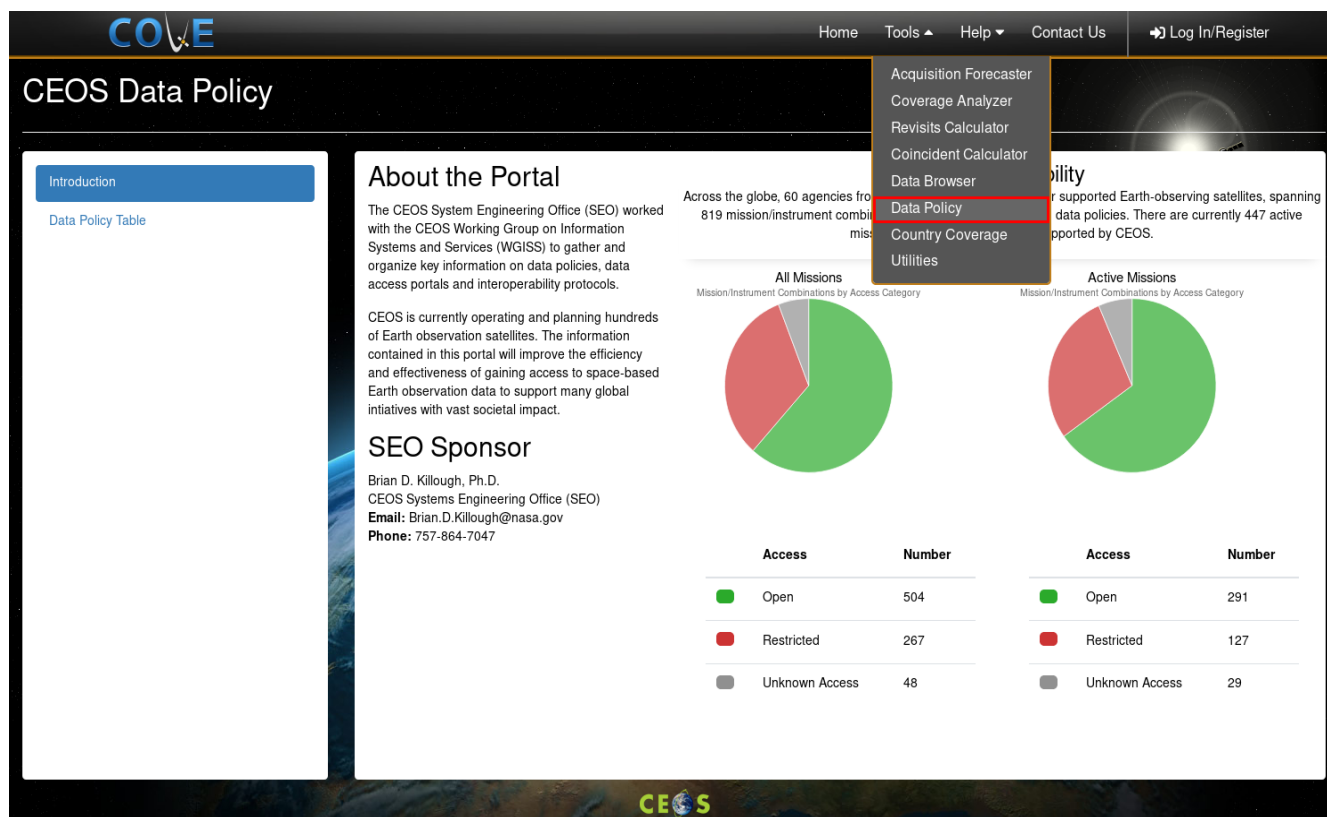 COVE
Home Tools Help Contact Us Log In/Register
Acquisition Forecaster
Coverage Analyzer
Revisits Calculator
Coincident Calculator
Data Browser
Data Policy
Country Coverage
Utilities
CEOS Data Policy
Introduction
Data Policy Table
About the Portal
The CEOS System Engineering Office (SEO) worked
with the CEOS Working Group on Information
Systems and Services (WGISS) to gather and
organize key information on data policies, data
access portals and interoperability protocols.
CEOS is currently operating and planning hundreds
of Earth observation satellites. The information
contained in this portal will improve the efficiency
and effectiveness of gaining access to space-based
Earth observation data to support many global
intiatives with vast societal impact.
SEO Sponsor
Brian D. Killough, Ph.D.
CEOS Systems Engineering Office (SEO)
Email: Brian.D.Killough@nasa.gov
Phone: 757-864-7047
Across the globe, 60 agencies supported Earth-observing satellites, spanning
819 mission/instrument data policies. There are currently 447 active
by CEOS.
All Missions
Mission/Instrument Combinations by Access Category
Active Missions
Mission/Instrument Combinations by Access Category
Access Number
Open 504
Restricted 267
Unknown Access 48
Access Number
Open 291
Restricted 127
Unknown Access 29
CEOS